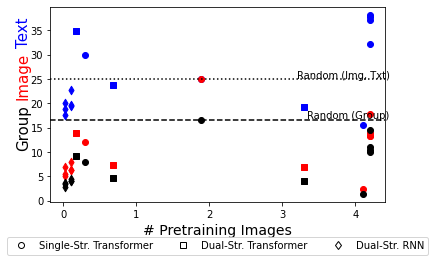 Group Image Text
35
30
25
20
15
10
5
0
Random (Img, Txt)
Random (Group)
0 1 2 3 4
# Pretraining Images
Single-Str. Transformer Dual-Str. Transformer Dual-Str. RNN